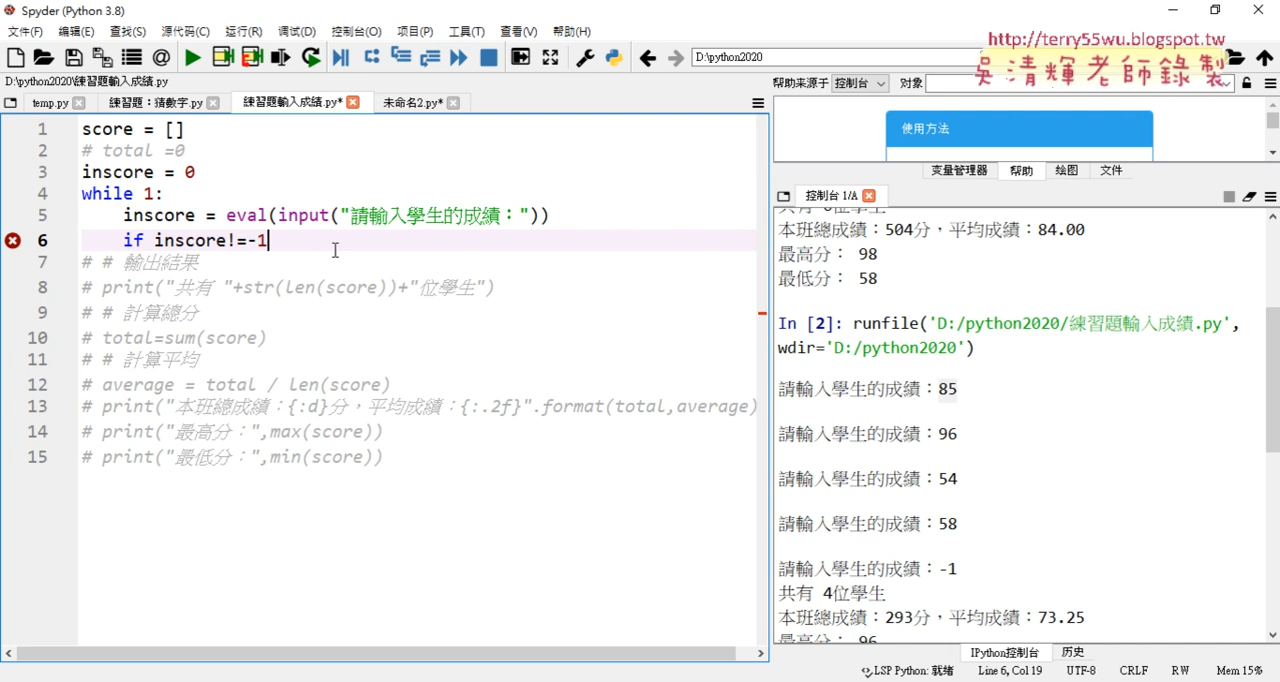 Spyder (Python 3.8)
文件(F) 编辑(E) 查找(S) 源代码(C) 运行(R) 调试(D) 控制台(O) 项目(P) 工具(T) 查看(V) 帮助(H)
D:\python2020
http://terry55wu.blogspot.tw
吳清輝老師錄製
D:\python2020\練習題輸入成績.py
帮助来源于 控制台 对象
temp.py 練習題：猜數字.py 練習題輸入成績.py* 未命名2.py*
使用方法
变量管理器 帮助 绘图 文件
控制台 1/A
1 score = []
2 # total =0
3 inscore = 0
4 while 1:
5 inscore = eval(input("請輸入學生的成績："))
6 if inscore!=-1
7 # # 輸出結果
8 # print("共有 "+str(len(score))+"位學生")
9 # # 計算總分
10 # total=sum(score)
11 # # 計算平均
12 # average = total / len(score)
13 # print("本班總成績：{:d}分，平均成績：{:.2f}".format(total,average)
14 # print("最高分：",max(score))
15 # print("最低分：",min(score))
本班總成績：504分，平均成績：84.00
最高分： 98
最低分： 58
In [2]: runfile('D:/python2020/練習題輸入成績.py',
wdir='D:/python2020')
請輸入學生的成績：85
請輸入學生的成績：96
請輸入學生的成績：54
請輸入學生的成績：58
請輸入學生的成績：-1
共有 4位學生
本班總成績：293分，平均成績：73.25
最高分： 96
IPython控制台 历史
LSP Python: 就绪 Line 6, Col 19 UTF-8 CRLF RW Mem 15%